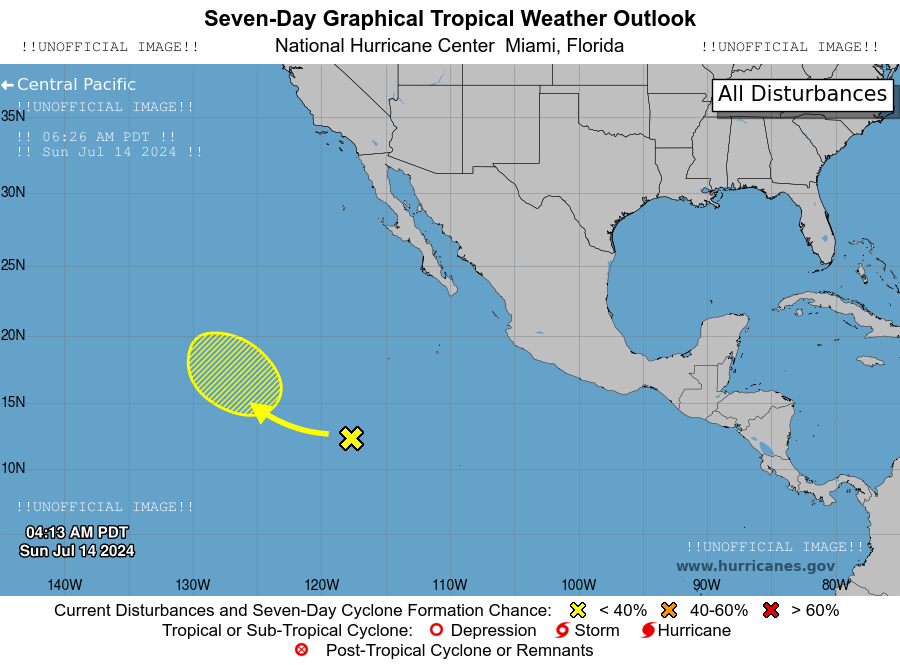 Seven-Day Graphical Tropical Weather Outlook
!!UNOFFICIAL IMAGE!! National Hurricane Center Miami, Florida !!UNOFFICIAL IMAGE!!
Central Pacific
All Disturbances
!!UNOFFICIAL IMAGE!!
35N
!! 06:26 AM PDT !!
!! Sun Jul 14 2024 !!
30N
25N
20N
15N
10N
!!UNOFFICIAL IMAGE!!
04:13 AM PDT
Sun Jul 14 2024
!!UNOFFICIAL IMAGE!!
www.hurricanes.gov
140W 130W 120W 110W 100W 90W 80W
Current Disturbances and Seven-Day Cyclone Formation Chance: < 40% 40-60% > 60%
Tropical or Sub-Tropical Cyclone: Depression Storm Hurricane
Post-Tropical Cyclone or Remnants